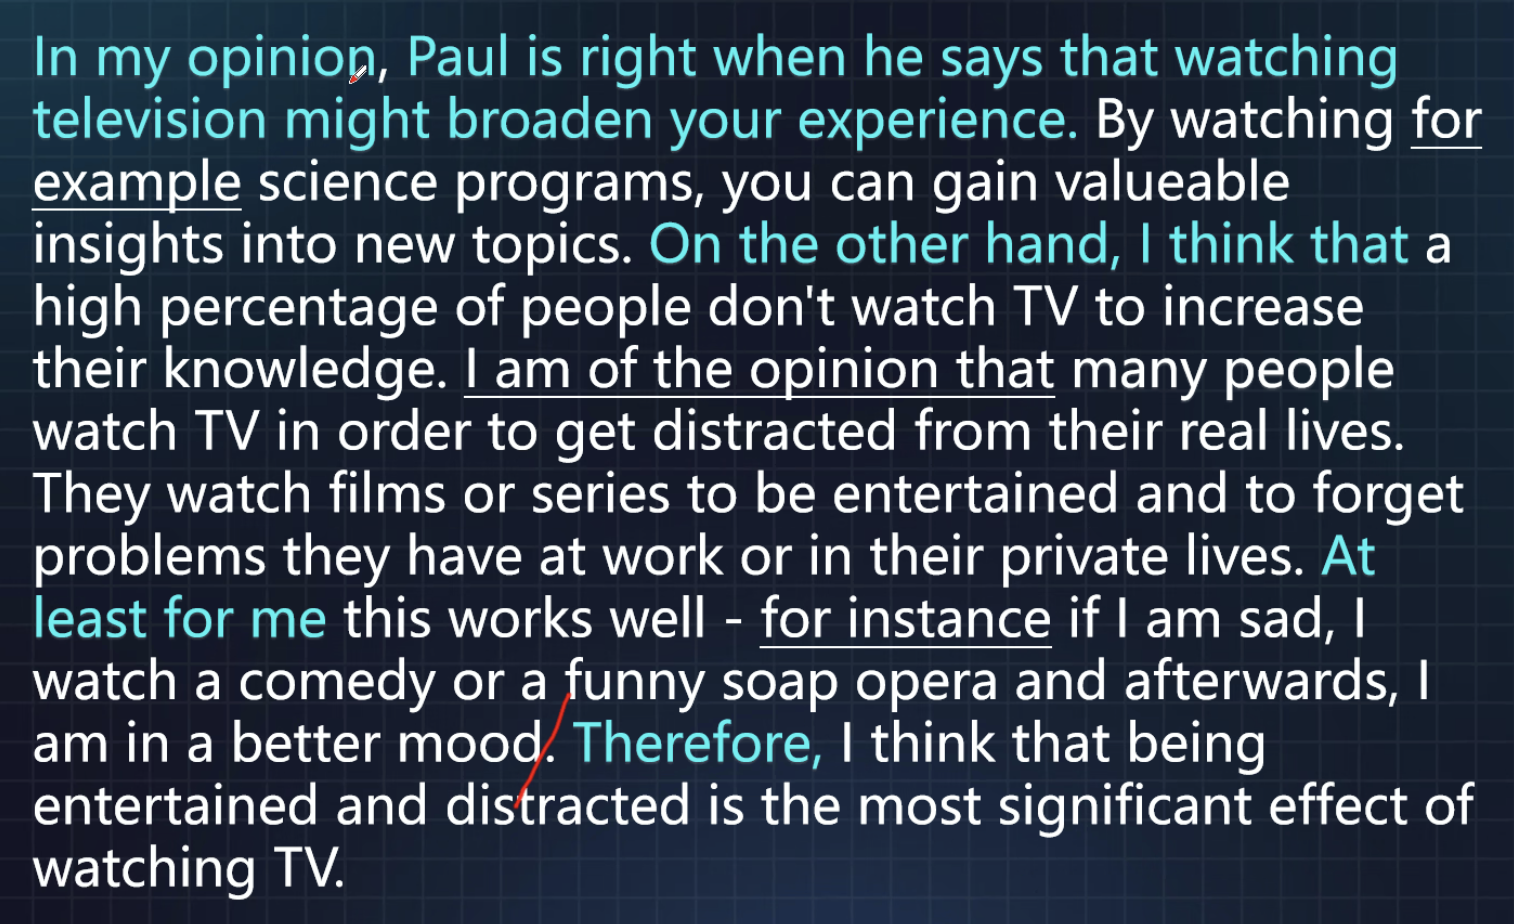 In my opinion, Paul is right when he says that watching
television might broaden your experience. By watching for
example science programs, you can gain valueable
insights into new topics. On the other hand, I think that a
high percentage of people don't watch TV to increase
their knowledge. I am of the opinion that many people
watch TV in order to get distracted from their real lives.
They watch films or series to be entertained and to forget
problems they have at work or in their private lives. At
least for me this works well - for instance if I am sad, I
watch a comedy or a funny soap opera and afterwards, I
am in a better mood. Therefore, I think that being
entertained and distracted is the most significant effect of
watching TV.